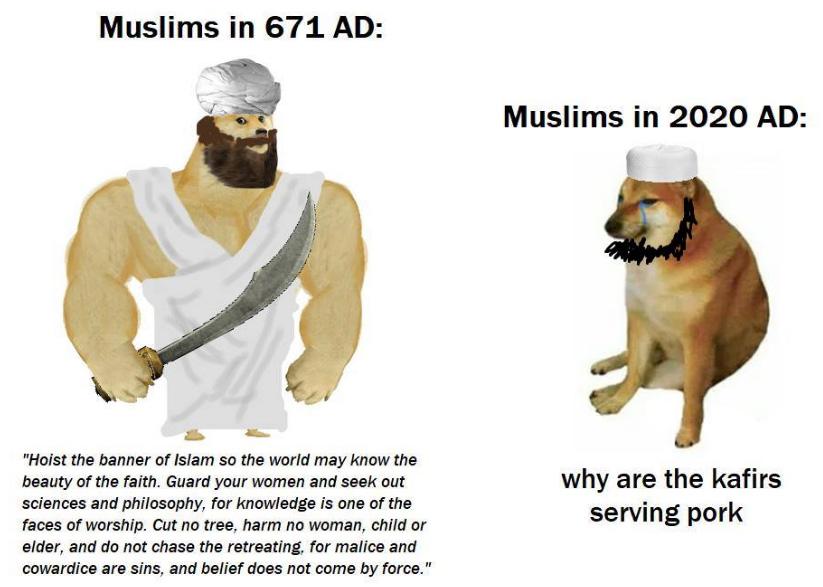 Muslims in 671 AD:
"Hoist the banner of Islam so the world may know the
beauty of the faith. Guard your women and seek out
sciences and philosophy, for knowledge is one of the
faces of worship. Cut no tree, harm no woman, child or
elder, and do not chase the retreating, for malice and
cowardice are sins, and belief does not come by force."
Muslims in 2020 AD:
why are the kafirs
serving pork